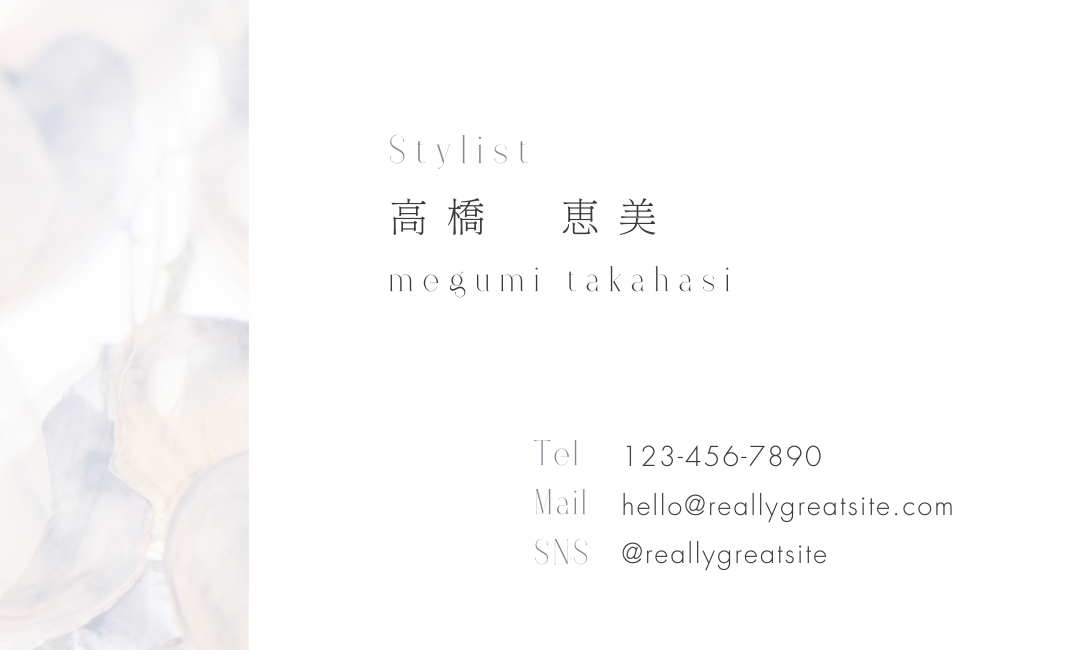 Stylist
高橋　恵美
megumi takahasi
Tel 123-456-7890
Mail hello@reallygreatsite.com
SNS @reallygreatsite